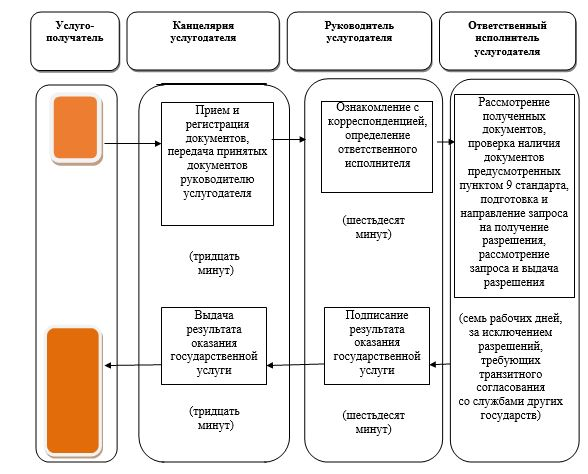 Услуго-
получатель
Канцелярия
услугодателя
Руководитель
услугодателя
Ответственный
исполнитель
услугодателя
Прием и
регистрация
документов,
передача принятых
документов
руководителю
услугодателя
(тридцать
минут)
Ознакомление с
корреспонденцией,
определение
ответственного
исполнителя
(шестьдесят
минут)
Рассмотрение
полученных
документов,
проверка наличия
документов
предусмотренных
пунктом 9 стандарта,
подготовка и
направление запроса
на получение
разрешения,
рассмотрение
запроса и выдача
разрешения
(семь рабочих дней,
за исключением
разрешений,
требующих
транзитного
согласования
со службами других
государств)
Подписание
результата
оказания
государственной
услуги
(шестьдесят
минут)
Выдача
результата
оказания
государственной
услуги
(тридцать
минут)